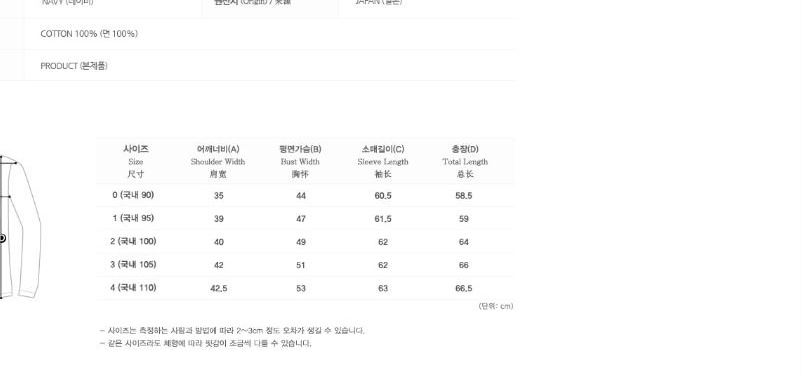 NAVY (네이비) 원산지 (Origin) / 来源 JAPAN (일본)
COTTON 100% (면 100%)
PRODUCT (본제품)
사이즈 어깨너비(A) 평면가슴(B) 소매길이(C) 총장(D)
Size Shoulder Width Bust Width Sleeve Length Total Length
尺寸 肩宽 胸怀 袖长 总长
0 (국내 90) 35 44 60.5 58.5
1 (국내 95) 39 47 61.5 59
2 (국내 100) 40 49 62 64
3 (국내 105) 42 51 62 66
4 (국내 110) 42.5 53 63 66.5
(단위: cm)
- 사이즈는 측정하는 사람과 방법에 따라 2~3cm 정도 오차가 생길 수 있습니다.
- 같은 사이즈라도 체형에 따라 핏감이 조금씩 다를 수 있습니다.